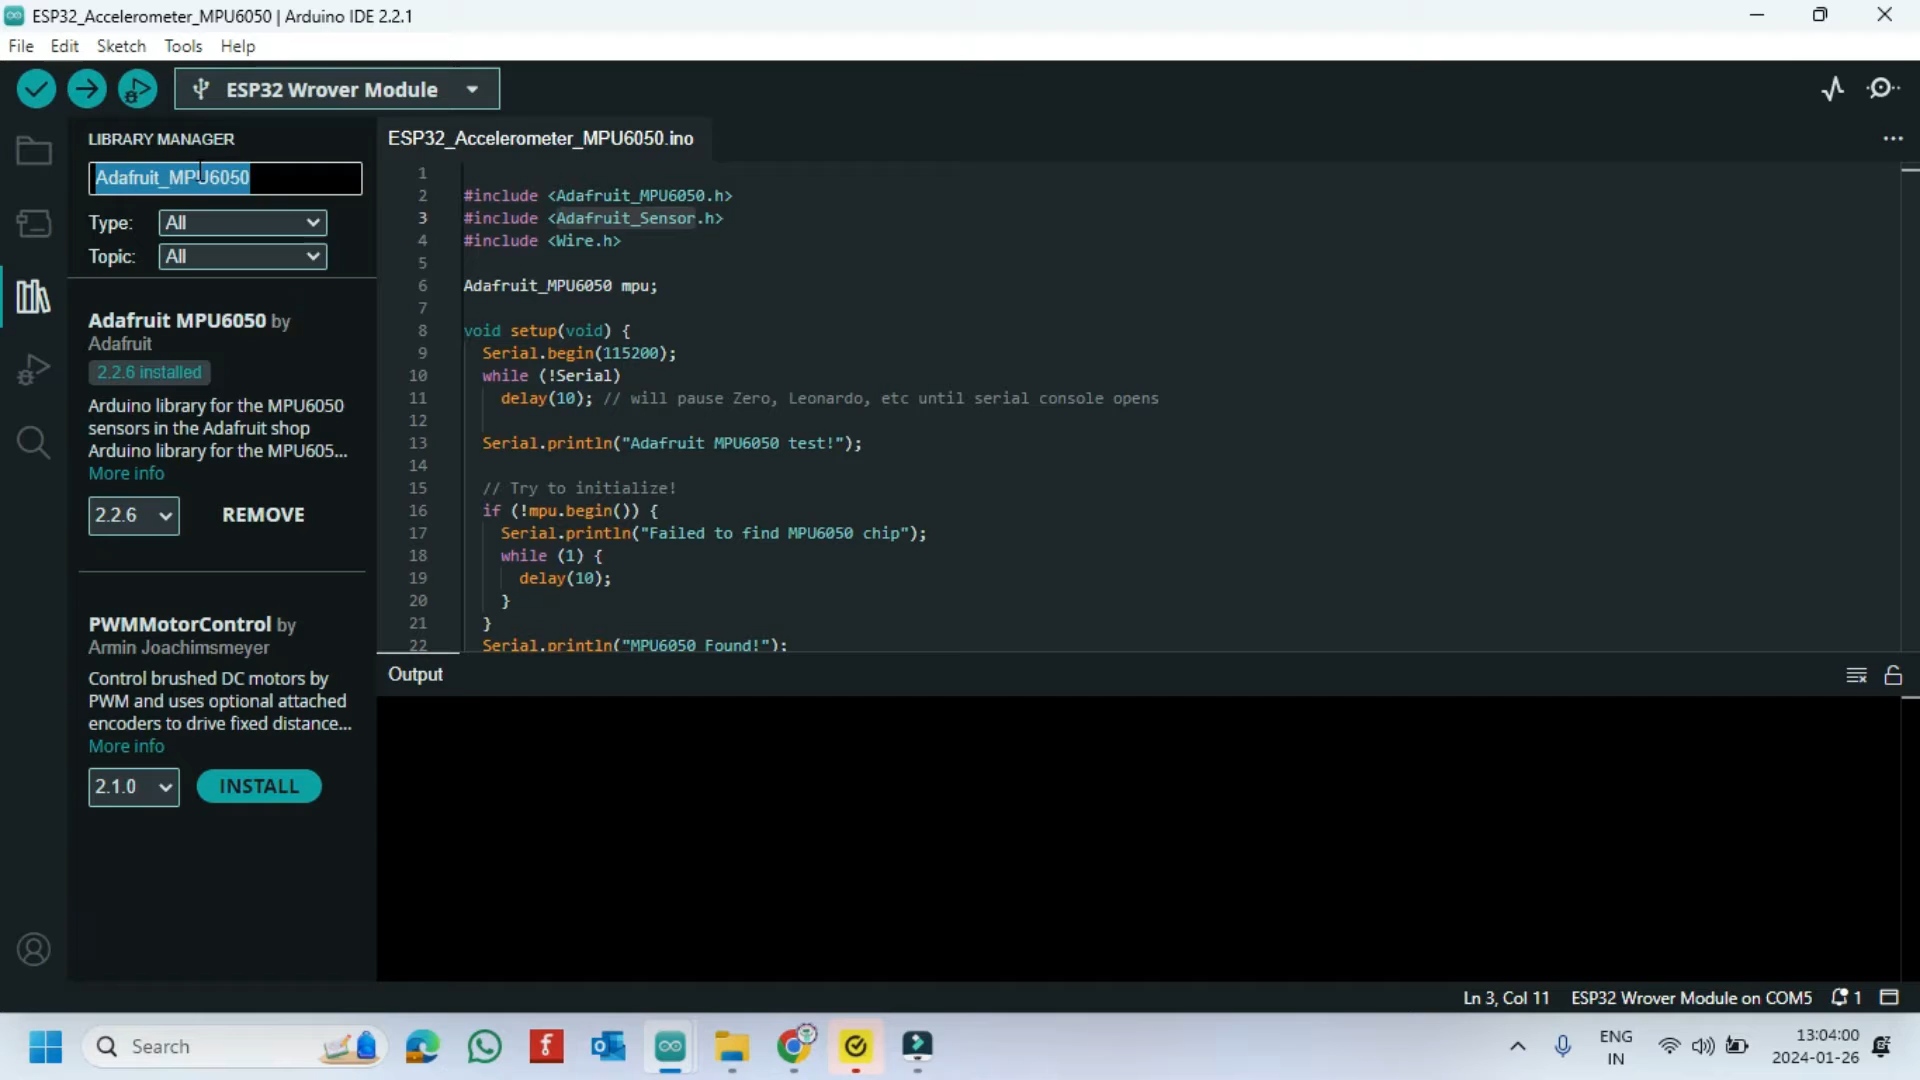 ESP32_Accelerometer_MPU6050 | Arduino IDE 2.2.1
File Edit Sketch Tools Help
ESP32 Wrover Module
LIBRARY MANAGER
Adafruit_MPU6050
Type: All
Topic: All
Adafruit MPU6050 by
Adafruit
2.2.6 installed
Arduino library for the MPU6050
sensors in the Adafruit shop
Arduino library for the MPU605...
More info
2.2.6 REMOVE
PWMMotorControl by
Armin Joachimsmeyer
Control brushed DC motors by
PWM and uses optional attached
encoders to drive fixed distance...
More info
2.1.0 INSTALL
ESP32_Accelerometer_MPU6050.ino
1
2 #include <Adafruit_MPU6050.h>
3 #include <Adafruit_Sensor.h>
4 #include <Wire.h>
5
6 Adafruit_MPU6050 mpu;
7
8 void setup(void) {
9 Serial.begin(115200);
10 while (!Serial)
11 delay(10); // will pause Zero, Leonardo, etc until serial console opens
12
13 Serial.println("Adafruit MPU6050 test!");
14
15 // Try to initialize!
16 if (!mpu.begin()) {
17 Serial.println("Failed to find MPU6050 chip");
18 while (1) {
19 delay(10);
20 }
21 }
22 Serial.println("MPU6050 Found!");
Output
Ln 3, Col 11 ESP32 Wrover Module on COM5 1
Search
ENG
IN
13:04:00
2024-01-26